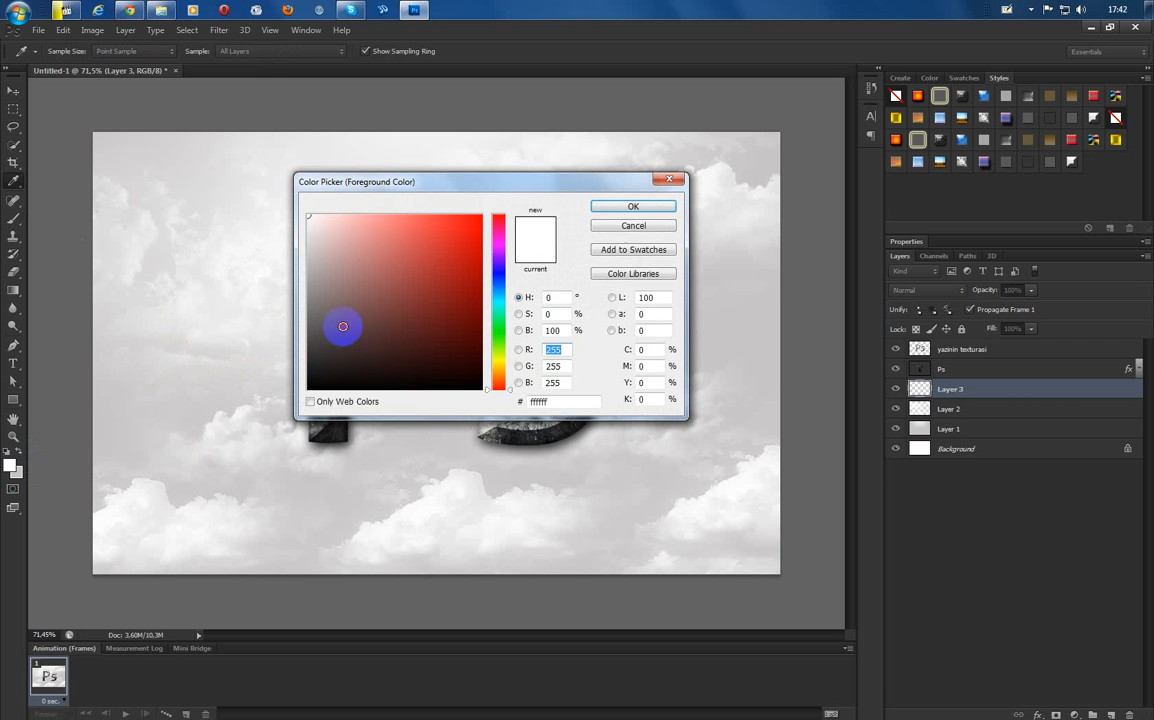 17:42
File Edit Image Layer Type Select Filter 3D View Window Help
Sample Size: Point Sample Sample: All Layers Show Sampling Ring Essentials
Untitled-1 @ 71,5% (Layer 3, RGB/8) *
Create Color Swatches Styles
Color Picker (Foreground Color)
new
current
OK
Cancel
Add to Swatches
Color Libraries
H: 0 ° L: 100
S: 0 % a: 0
B: 100 % b: 0
R: 255 C: 0 %
G: 255 M: 0 %
B: 255 Y: 0 %
# ffffff K: 0 %
Only Web Colors
Properties
Layers Channels Paths 3D
Kind
Normal Opacity: 100%
Unify: Propagate Frame 1
Lock: Fill: 100%
yazinin texturasi
Ps fx
Layer 3
Layer 2
Layer 1
Background
71,45% Doc: 3,60M/10,3M
Animation (Frames) Measurement Log Mini Bridge
1
Ps
0 sec.
Forever